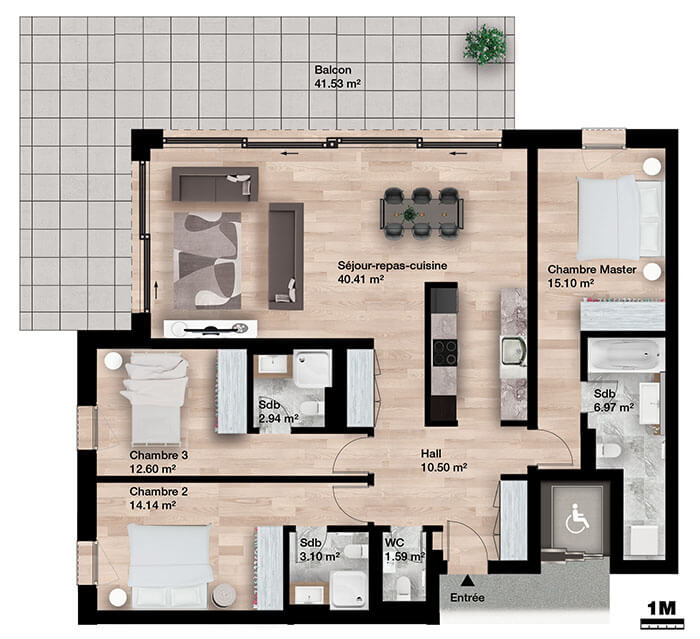 Balcon
41.53 m²
Séjour-repas-cuisine
40.41 m²
Chambre Master
15.10 m²
Sdb
2.94 m²
Sdb
6.97 m²
Chambre 3
12.60 m²
Hall
10.50 m²
Chambre 2
14.14 m²
Sdb
3.10 m²
WC
1.59 m²
Entrée
1M